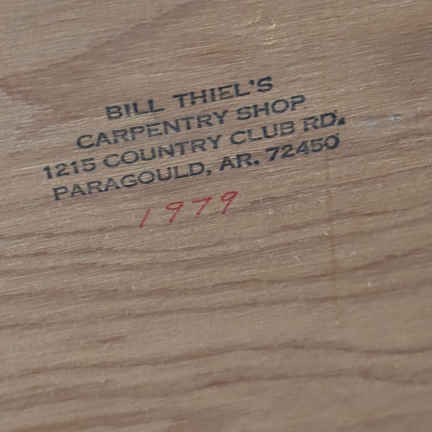 BILL THIEL'S
CARPENTRY SHOP
1215 COUNTRY CLUB RD.
PARAGOULD, AR. 72450
1979